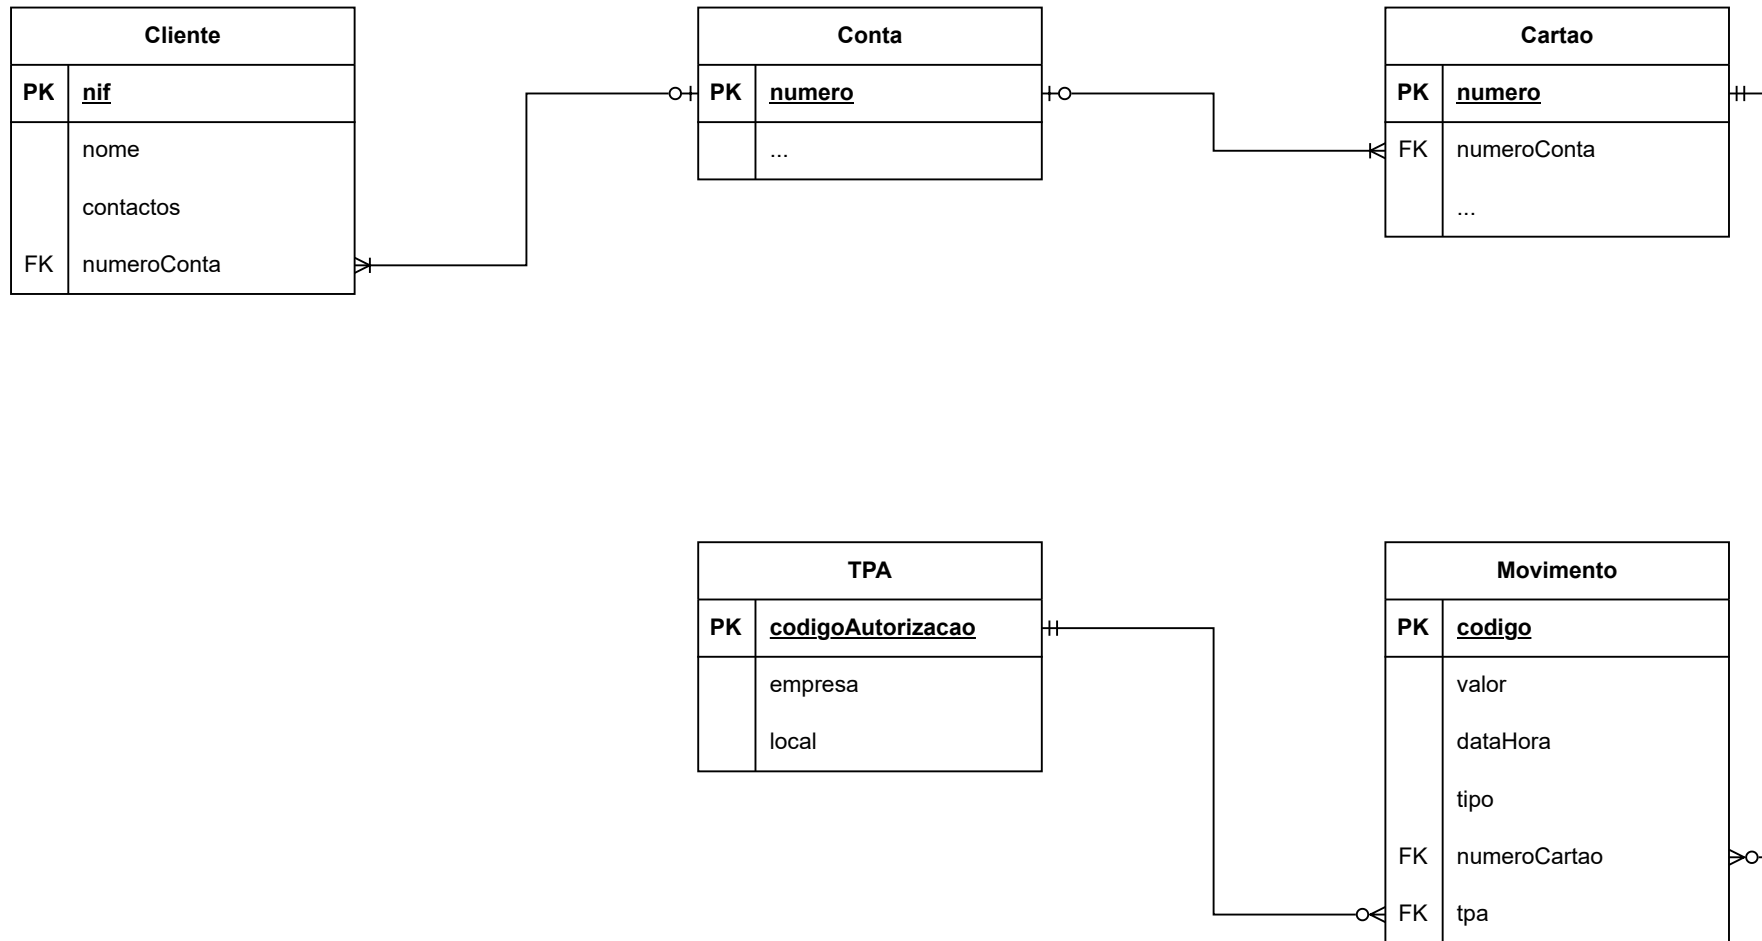 Cliente
PK nif
nome
contactos
FK numeroConta
Conta
PK numero
...
Cartao
PK numero
FK numeroConta
...
TPA
PK codigoAutorizacao
empresa
local
Movimento
PK codigo
valor
dataHora
tipo
FK numeroCartao
FK tpa